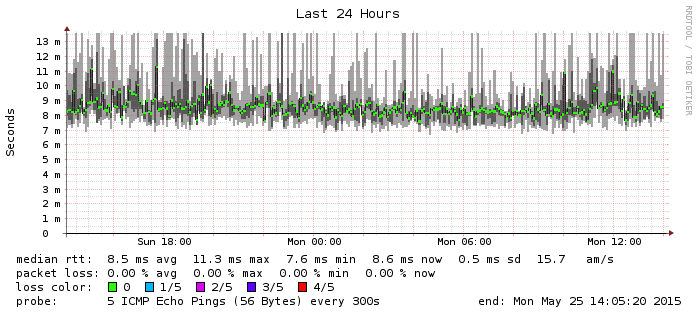 Last 24 Hours
RRDTOOL / TOBI OETIKER
Seconds
13 m
12 m
11 m
10 m
9 m
8 m
7 m
6 m
5 m
4 m
3 m
2 m
1 m
0
Sun 18:00 Mon 00:00 Mon 06:00 Mon 12:00
median rtt: 8.5 ms avg 11.3 ms max 7.6 ms min 8.6 ms now 0.5 ms sd 15.7 am/s
packet loss: 0.00 % avg 0.00 % max 0.00 % min 0.00 % now
loss color: 0 1/5 2/5 3/5 4/5
probe: 5 ICMP Echo Pings (56 Bytes) every 300s end: Mon May 25 14:05:20 2015